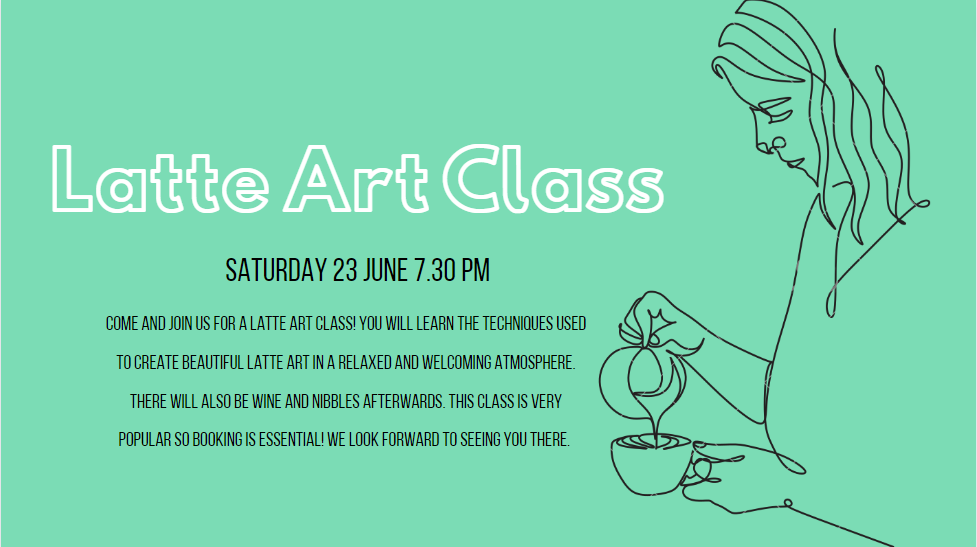 Latte Art Class
SATURDAY 23 JUNE 7.30 PM
COME AND JOIN US FOR A LATTE ART CLASS! YOU WILL LEARN THE TECHNIQUES USED
TO CREATE BEAUTIFUL LATTE ART IN A RELAXED AND WELCOMING ATMOSPHERE.
THERE WILL ALSO BE WINE AND NIBBLES AFTERWARDS. THIS CLASS IS VERY
POPULAR SO BOOKING IS ESSENTIAL! WE LOOK FORWARD TO SEEING YOU THERE.